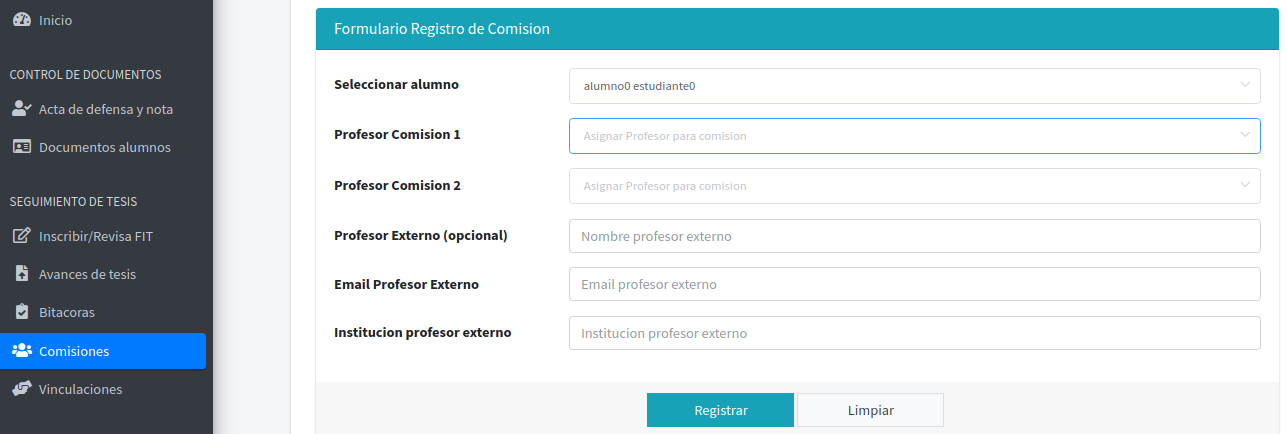 Inicio
CONTROL DE DOCUMENTOS
Acta de defensa y nota
Documentos alumnos
SEGUIMIENTO DE TESIS
Inscribir/Revisa FIT
Avances de tesis
Bitacoras
Comisiones
Vinculaciones
Formulario Registro de Comision
Seleccionar alumno
alumno0 estudiante0
Profesor Comision 1
Asignar Profesor para comision
Profesor Comision 2
Asignar Profesor para comision
Profesor Externo (opcional)
Nombre profesor externo
Email Profesor Externo
Email profesor externo
Institucion profesor externo
Institucion profesor externo
Registrar
Limpiar